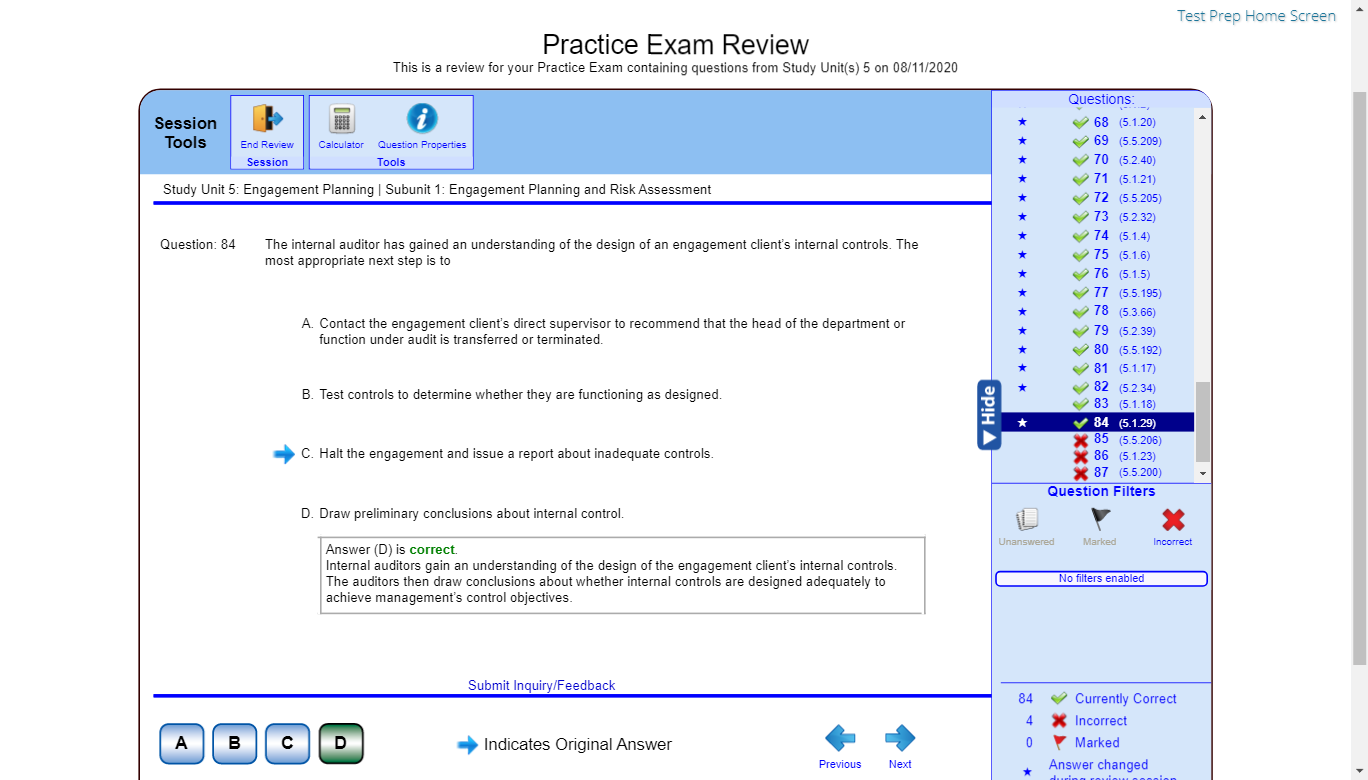 Test Prep Home Screen
Practice Exam Review
This is a review for your Practice Exam containing questions from Study Unit(s) 5 on 08/11/2020
Session
Tools
End Review
Session
Calculator
Question Properties
Tools
Study Unit 5: Engagement Planning | Subunit 1: Engagement Planning and Risk Assessment
Question: 84
The internal auditor has gained an understanding of the design of an engagement client's internal controls. The
most appropriate next step is to
A. Contact the engagement client's direct supervisor to recommend that the head of the department or
function under audit is transferred or terminated.
B. Test controls to determine whether they are functioning as designed.
C. Halt the engagement and issue a report about inadequate controls.
D. Draw preliminary conclusions about internal control.
Answer (D) is correct.
Internal auditors gain an understanding of the design of the engagement client's internal controls.
The auditors then draw conclusions about whether internal controls are designed adequately to
achieve management's control objectives.
Submit Inquiry/Feedback
A
B
C
D
Indicates Original Answer
Previous
Next
Questions:
68 (5.1.20)
69 (5.5.209)
70 (5.2.40)
71 (5.1.21)
72 (5.5.205)
73 (5.2.32)
74 (5.1.4)
75 (5.1.6)
76 (5.1.5)
77 (5.5.195)
78 (5.3.66)
79 (5.2.39)
80 (5.5.192)
81 (5.1.17)
82 (5.2.34)
83 (5.1.18)
84 (5.1.29)
85 (5.5.206)
86 (5.1.23)
87 (5.5.200)
Hide
Question Filters
Unanswered
Marked
Incorrect
No filters enabled
84 Currently Correct
4 Incorrect
0 Marked
Answer changed
during review session